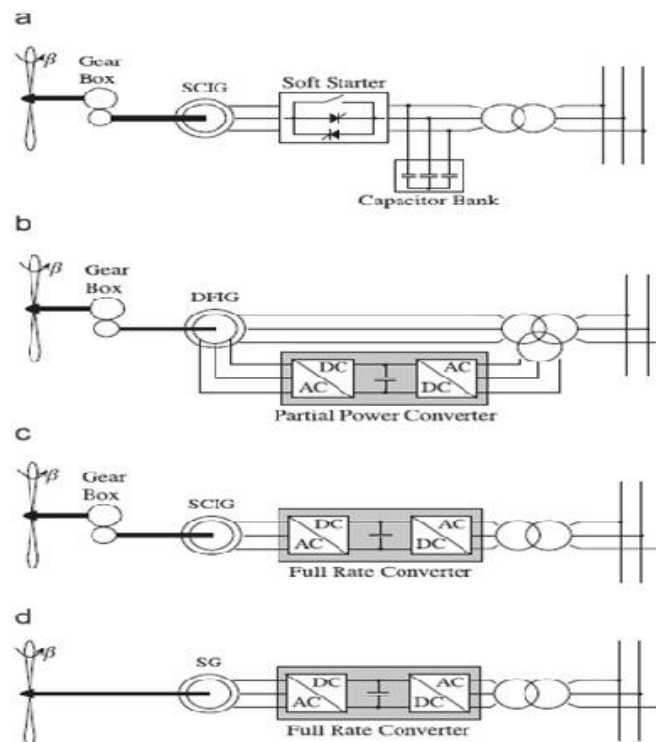 a
β
Gear
Box
SCIG
Soft Starter
Capacitor Bank
b
β
Gear
Box
DFIG
DC
AC
AC
DC
Partial Power Converter
c
β
Gear
Box
SCIG
DC
AC
AC
DC
Full Rate Converter
d
β
SG
DC
AC
AC
DC
Full Rate Converter